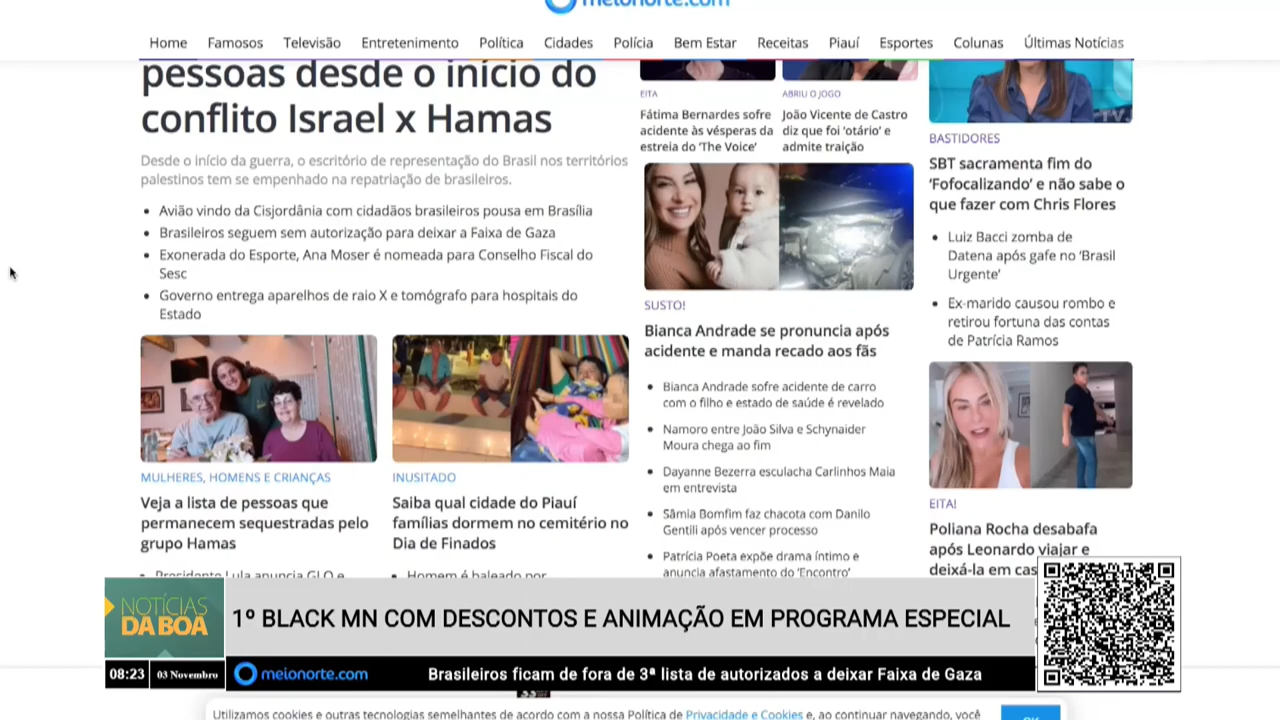 meionorte.com
Home Famosos Televisão Entretenimento Política Cidades Polícia Bem Estar Receitas Piauí Esportes Colunas Últimas Notícias
pessoas desde o início do
conflito Israel x Hamas
Desde o início da guerra, o escritório de representação do Brasil nos territórios
palestinos tem se empenhado na repatriação de brasileiros.
Avião vindo da Cisjordânia com cidadãos brasileiros pousa em Brasília
Brasileiros seguem sem autorização para deixar a Faixa de Gaza
Exonerada do Esporte, Ana Moser é nomeada para Conselho Fiscal do
Sesc
Governo entrega aparelhos de raio X e tomógrafo para hospitais do
Estado
MULHERES, HOMENS E CRIANÇAS
Veja a lista de pessoas que
permanecem sequestradas pelo
grupo Hamas
Presidente Lula anuncia GLO e
INUSITADO
Saiba qual cidade do Piauí
famílias dormem no cemitério no
Dia de Finados
Homem é baleado por
EITA
Fátima Bernardes sofre
acidente às vésperas da
estreia do ‘The Voice’
ABRIU O JOGO
João Vicente de Castro
diz que foi ‘otário’ e
admite traição
SUSTO!
Bianca Andrade se pronuncia após
acidente e manda recado aos fãs
Bianca Andrade sofre acidente de carro
com o filho e estado de saúde é revelado
Namoro entre João Silva e Schynaider
Moura chega ao fim
Dayanne Bezerra esculacha Carlinhos Maia
em entrevista
Sâmia Bomfim faz chacota com Danilo
Gentili após vencer processo
Patrícia Poeta expõe drama íntimo e
anuncia afastamento do ‘Encontro’
TV
BASTIDORES
SBT sacramenta fim do
‘Fofocalizando’ e não sabe o
que fazer com Chris Flores
Luiz Bacci zomba de
Datena após gafe no ‘Brasil
Urgente’
Ex-marido causou rombo e
retirou fortuna das contas
de Patrícia Ramos
EITA!
Poliana Rocha desabafa
após Leonardo viajar e
deixá-la em cas
NOTÍCIAS
DA BOA
1º BLACK MN COM DESCONTOS E ANIMAÇÃO EM PROGRAMA ESPECIAL
08:23 03 Novembro meionorte.com Brasileiros ficam de fora de 3ª lista de autorizados a deixar Faixa de Gaza
Utilizamos cookies e outras tecnologias semelhantes de acordo com a nossa Política de Privacidade e Cookies e, ao continuar navegando, você
OK